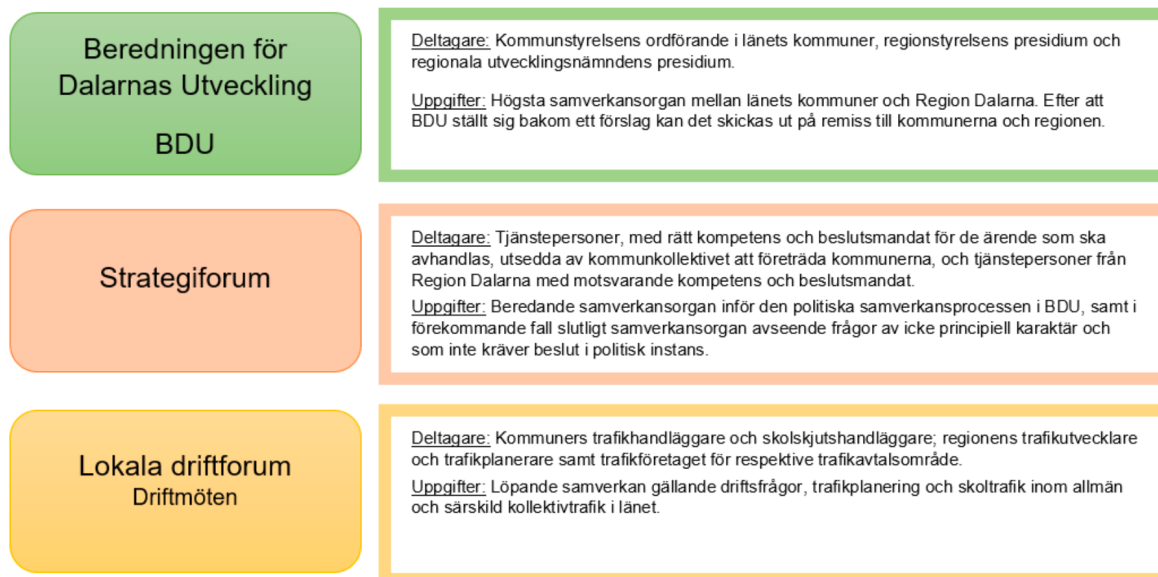 Beredningen för
Dalarnas Utveckling
BDU
Deltagare: Kommunstyrelsens ordförande i länets kommuner, regionstyrelsens presidium och
regionala utvecklingsnämndens presidium.
Uppgifter: Högsta samverkansorgan mellan länets kommuner och Region Dalarna. Efter att
BDU ställt sig bakom ett förslag kan det skickas ut på remiss till kommunerna och regionen.
Strategiforum
Deltagare: Tjänstepersoner, med rätt kompetens och beslutsmandat för de ärende som ska
avhandlas, utsedda av kommunkollektivet att företräda kommunerna, och tjänstepersoner från
Region Dalarna med motsvarande kompetens och beslutsmandat.
Uppgifter: Beredande samverkansorgan inför den politiska samverkansprocessen i BDU, samt i
förekommande fall slutligt samverkansorgan avseende frågor av icke principiell karaktär och
som inte kräver beslut i politisk instans.
Lokala driftforum
Driftmöten
Deltagare: Kommuners trafikhandläggare och skolskjutshandläggare; regionens trafikutvecklare
och trafikplanerare samt trafikföretaget för respektive trafikavtalsområde.
Uppgifter: Löpande samverkan gällande driftsfrågor, trafikplanering och skoltrafik inom allmän
och särskild kollektivtrafik i länet.